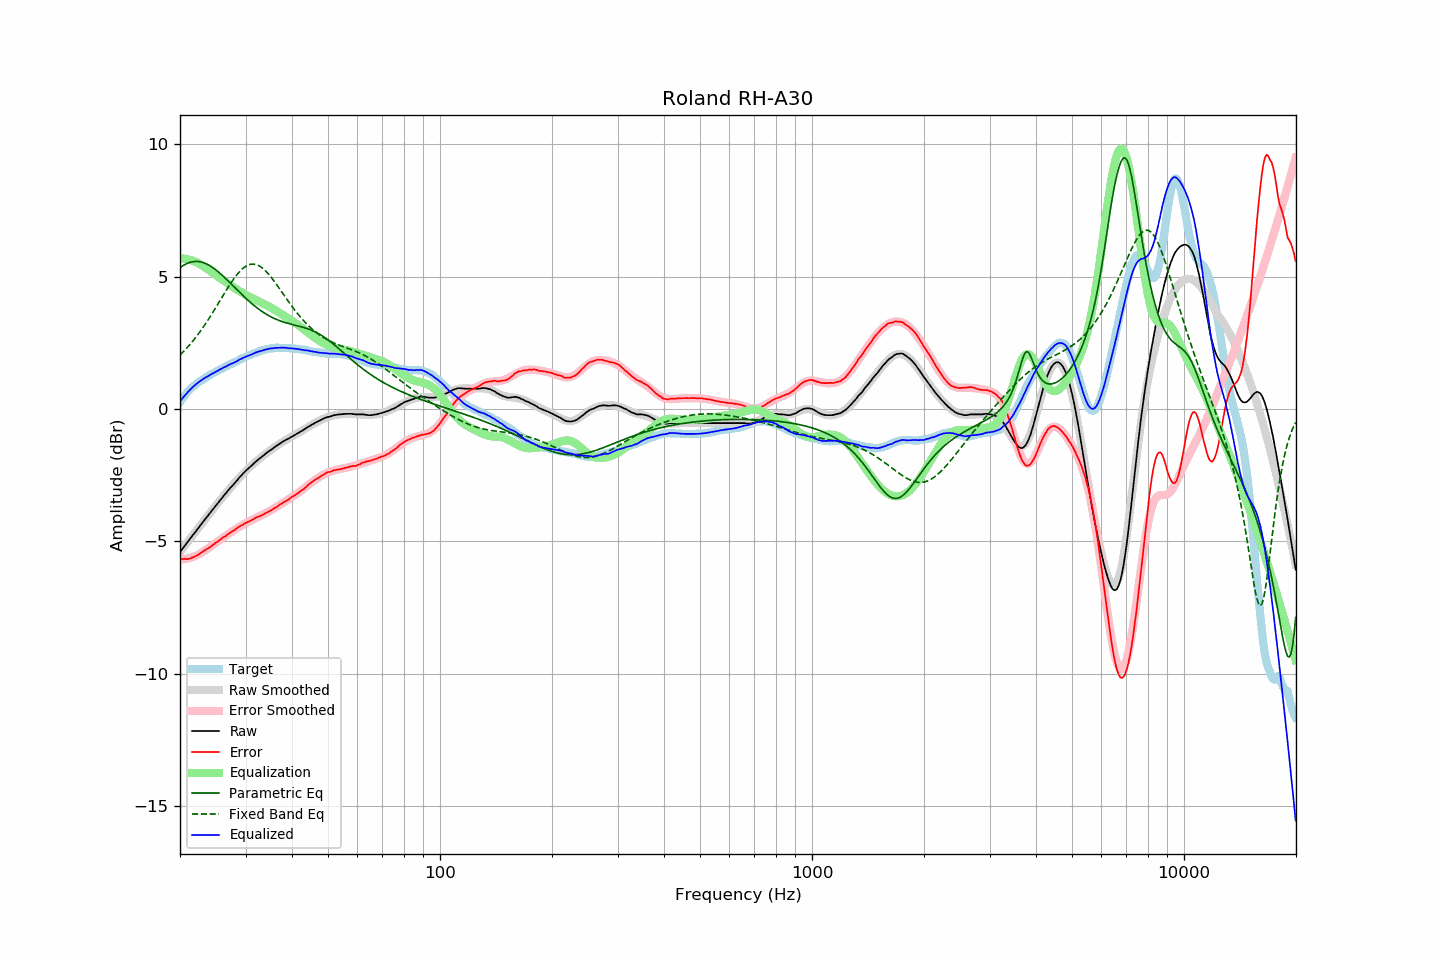 Roland RH-A30
10
5
0
−5
−10
−15
Amplitude (dBr)
Target
Raw Smoothed
Error Smoothed
Raw
Error
Equalization
Parametric Eq
Fixed Band Eq
Equalized
100
1000
10000
Frequency (Hz)